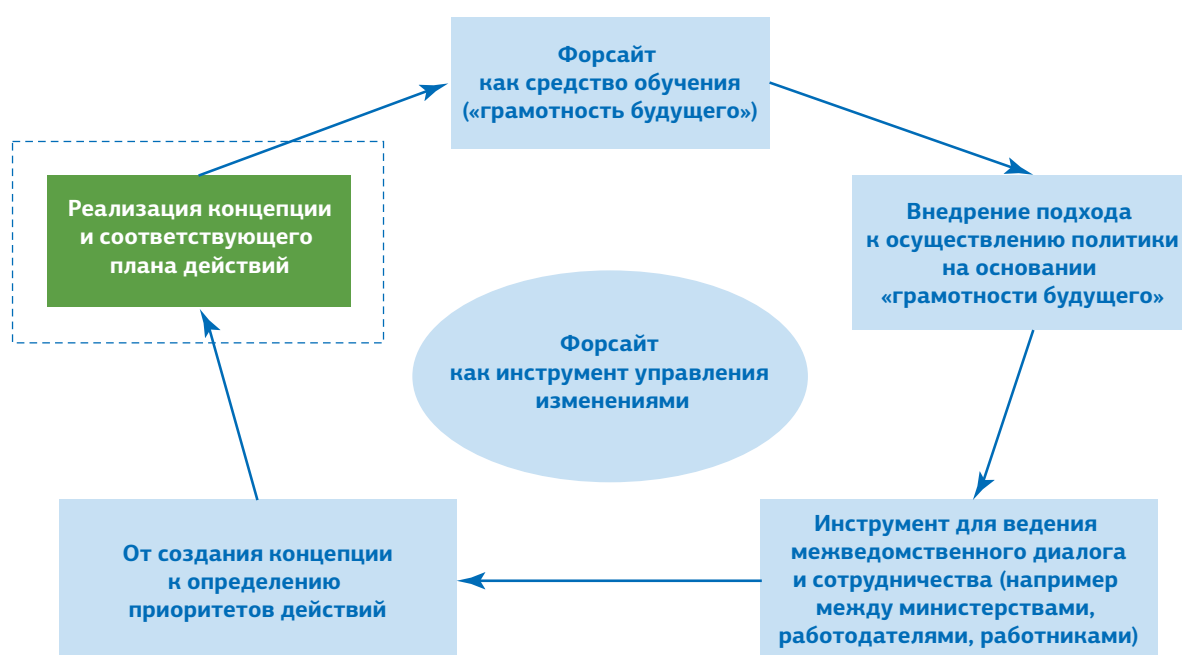 Форсайт
как средство обучения
(«грамотность будущего»)
Реализация концепции
и соответствующего
плана действий
Внедрение подхода
к осуществлению политики
на основании
«грамотности будущего»
Форсайт
как инструмент управления
изменениями
От создания концепции
к определению
приоритетов действий
Инструмент для ведения
межведомственного диалога
и сотрудничества (например
между министерствами,
работодателями, работниками)